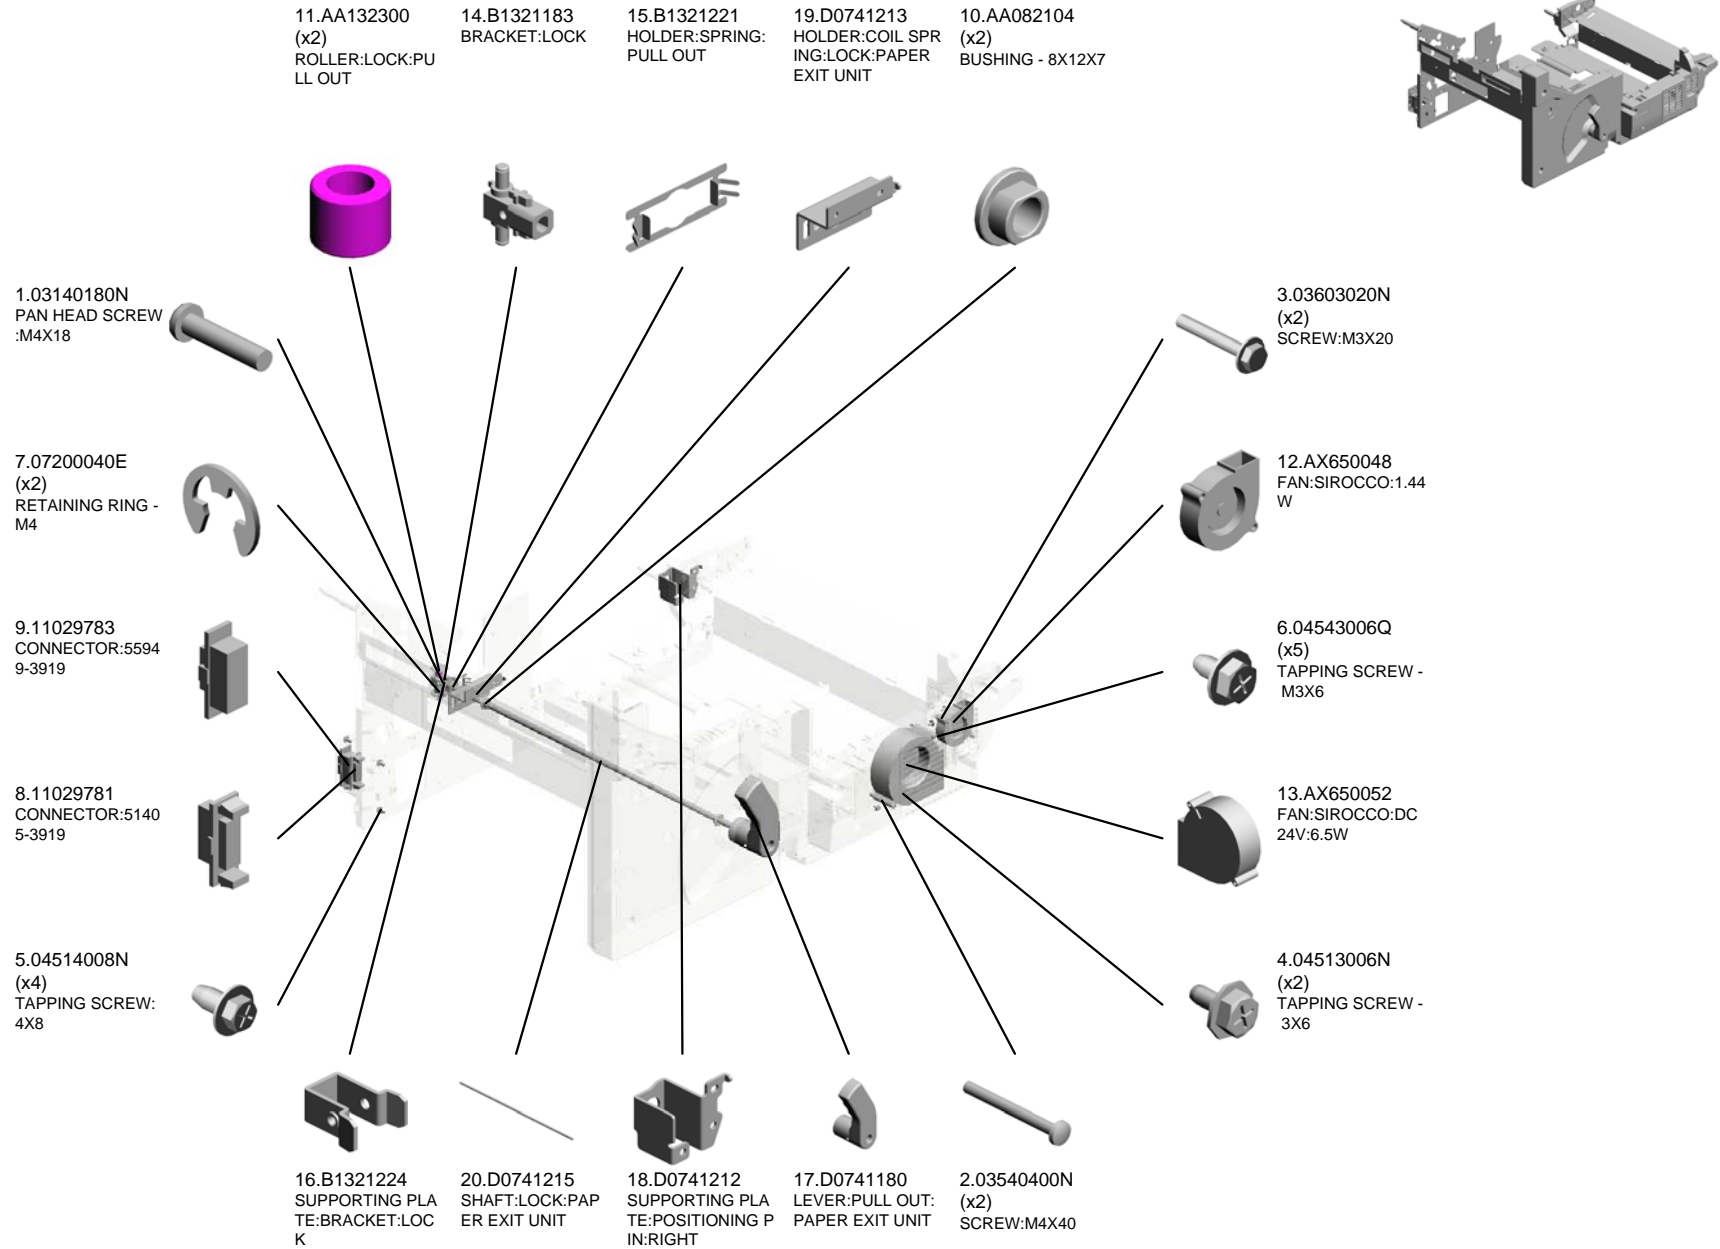 11.AA132300
(x2)
ROLLER:LOCK:PU
LL OUT
14.B1321183
BRACKET:LOCK
15.B1321221
HOLDER:SPRING:
PULL OUT
19.D0741213
HOLDER:COIL SPR
ING:LOCK:PAPER
EXIT UNIT
10.AA082104
(x2)
BUSHING - 8X12X7
1.03140180N
PAN HEAD SCREW
:M4X18
3.03603020N
(x2)
SCREW:M3X20
7.07200040E
(x2)
RETAINING RING -
M4
12.AX650048
FAN:SIROCCO:1.44
W
9.11029783
CONNECTOR:5594
9-3919
6.04543006Q
(x5)
TAPPING SCREW -
M3X6
8.11029781
CONNECTOR:5140
5-3919
13.AX650052
FAN:SIROCCO:DC
24V:6.5W
5.04514008N
(x4)
TAPPING SCREW:
4X8
4.04513006N
(x2)
TAPPING SCREW -
3X6
16.B1321224
SUPPORTING PLA
TE:BRACKET:LOC
K
20.D0741215
SHAFT:LOCK:PAP
ER EXIT UNIT
18.D0741212
SUPPORTING PLA
TE:POSITIONING P
IN:RIGHT
17.D0741180
LEVER:PULL OUT:
PAPER EXIT UNIT
2.03540400N
(x2)
SCREW:M4X40